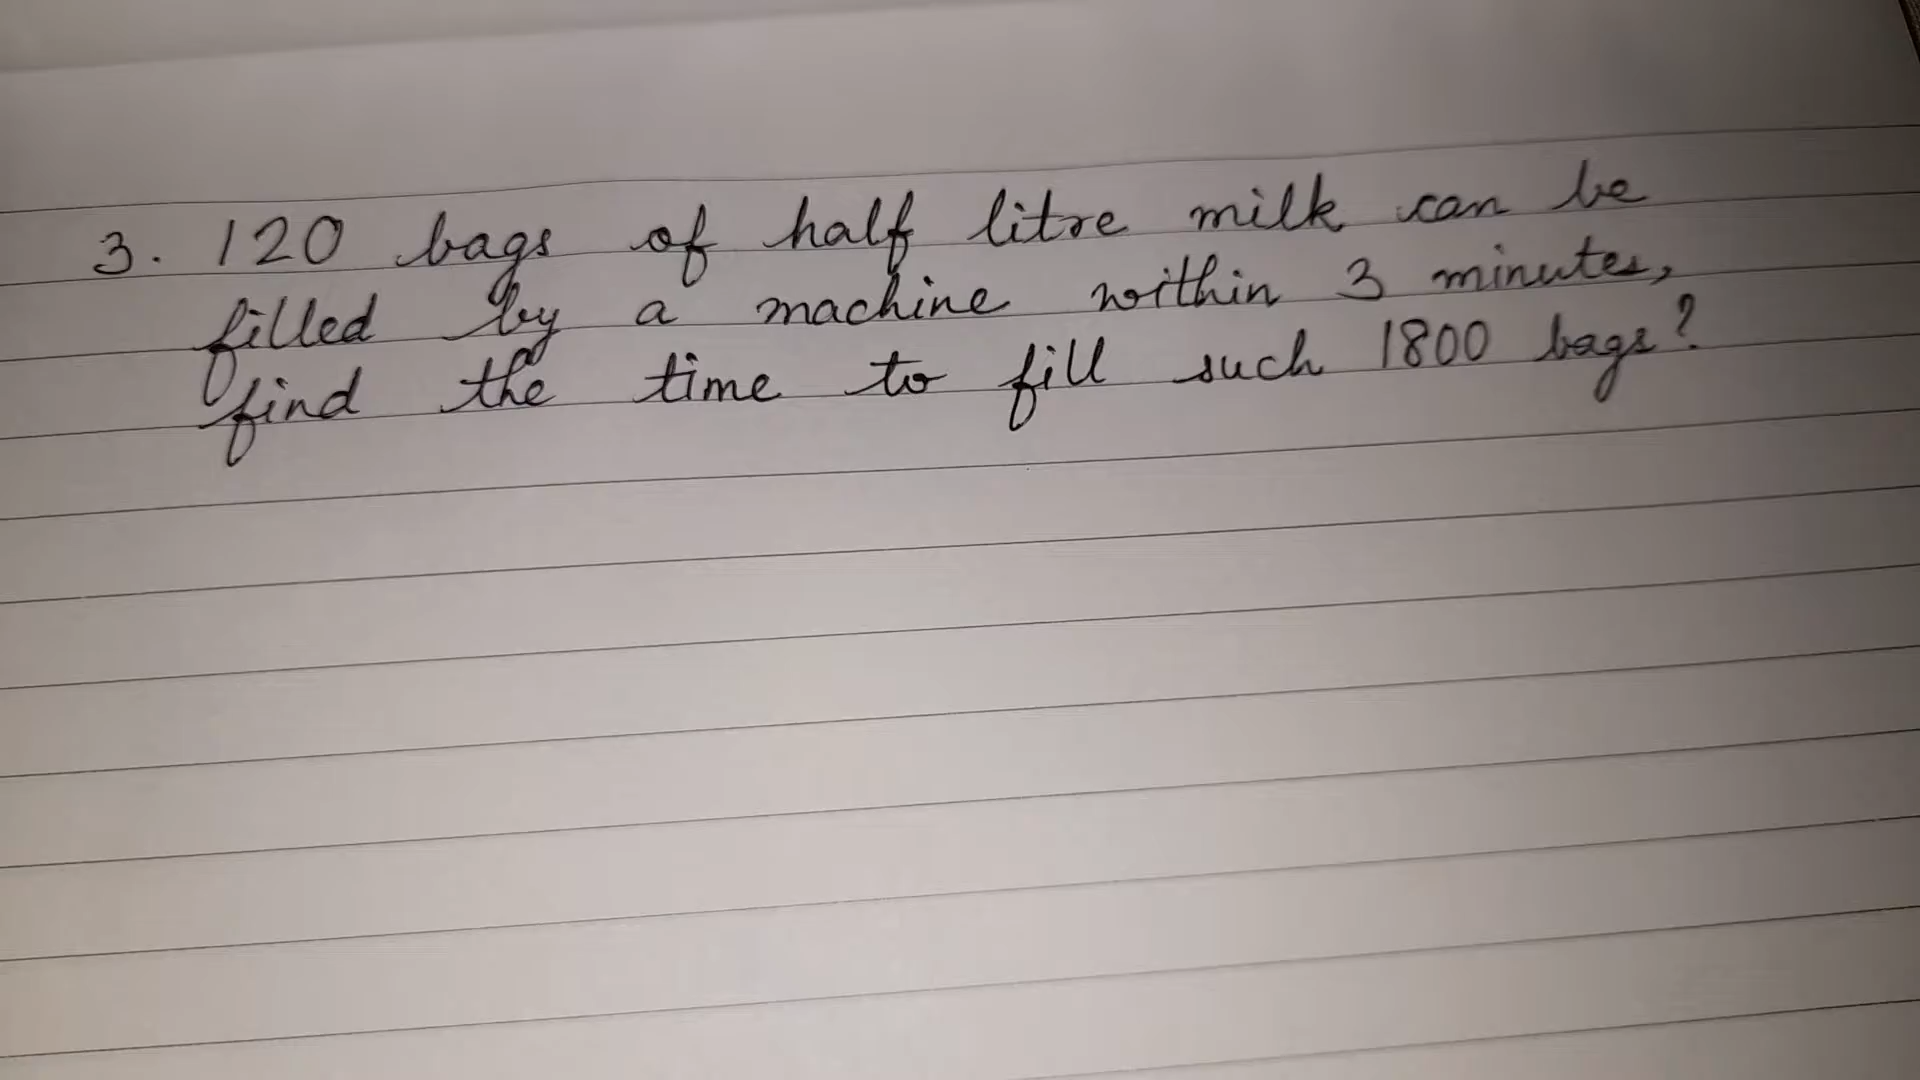 3. 120 bags of half litre milk can be
filled by a machine within 3 minutes,
find the time to fill such 1800 bags?